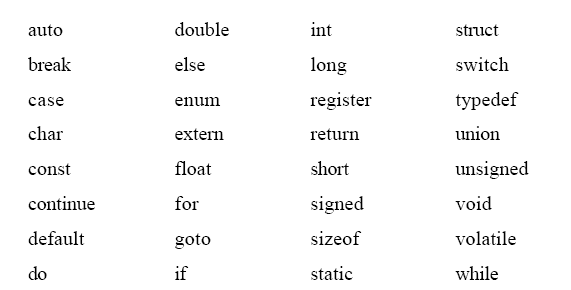 auto double int struct
break else long switch
case enum register typedef
char extern return union
const float short unsigned
continue for signed void
default goto sizeof volatile
do if static while